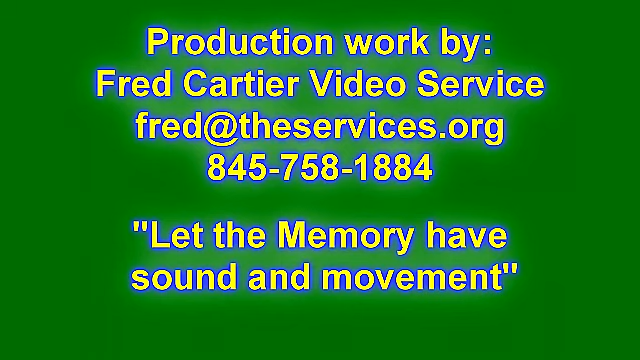 Production work by:
Fred Cartier Video Service
fred@theservices.org
845-758-1884
"Let the Memory have
sound and movement"